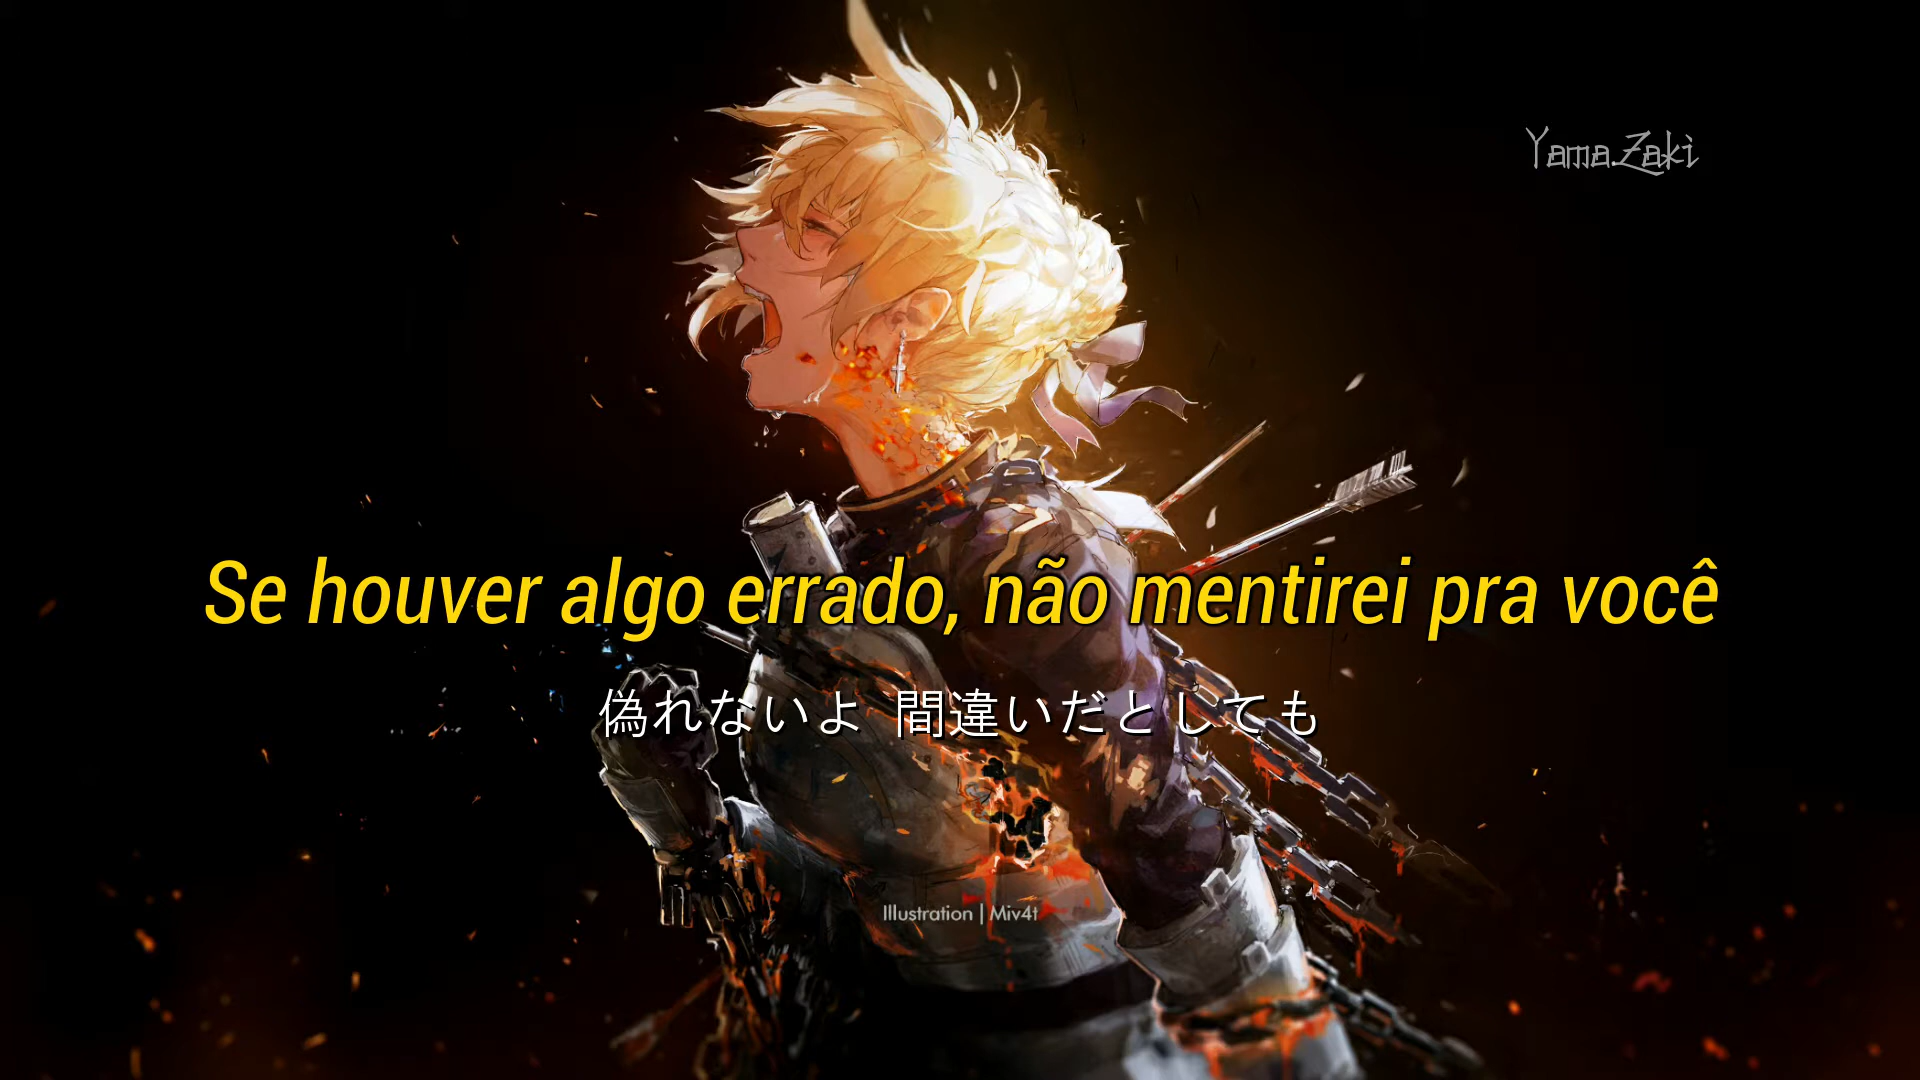 Yama.Zaki
Se houver algo errado, não mentirei pra você
偽れないよ 間違いだとしても
Illustration | Miv4t